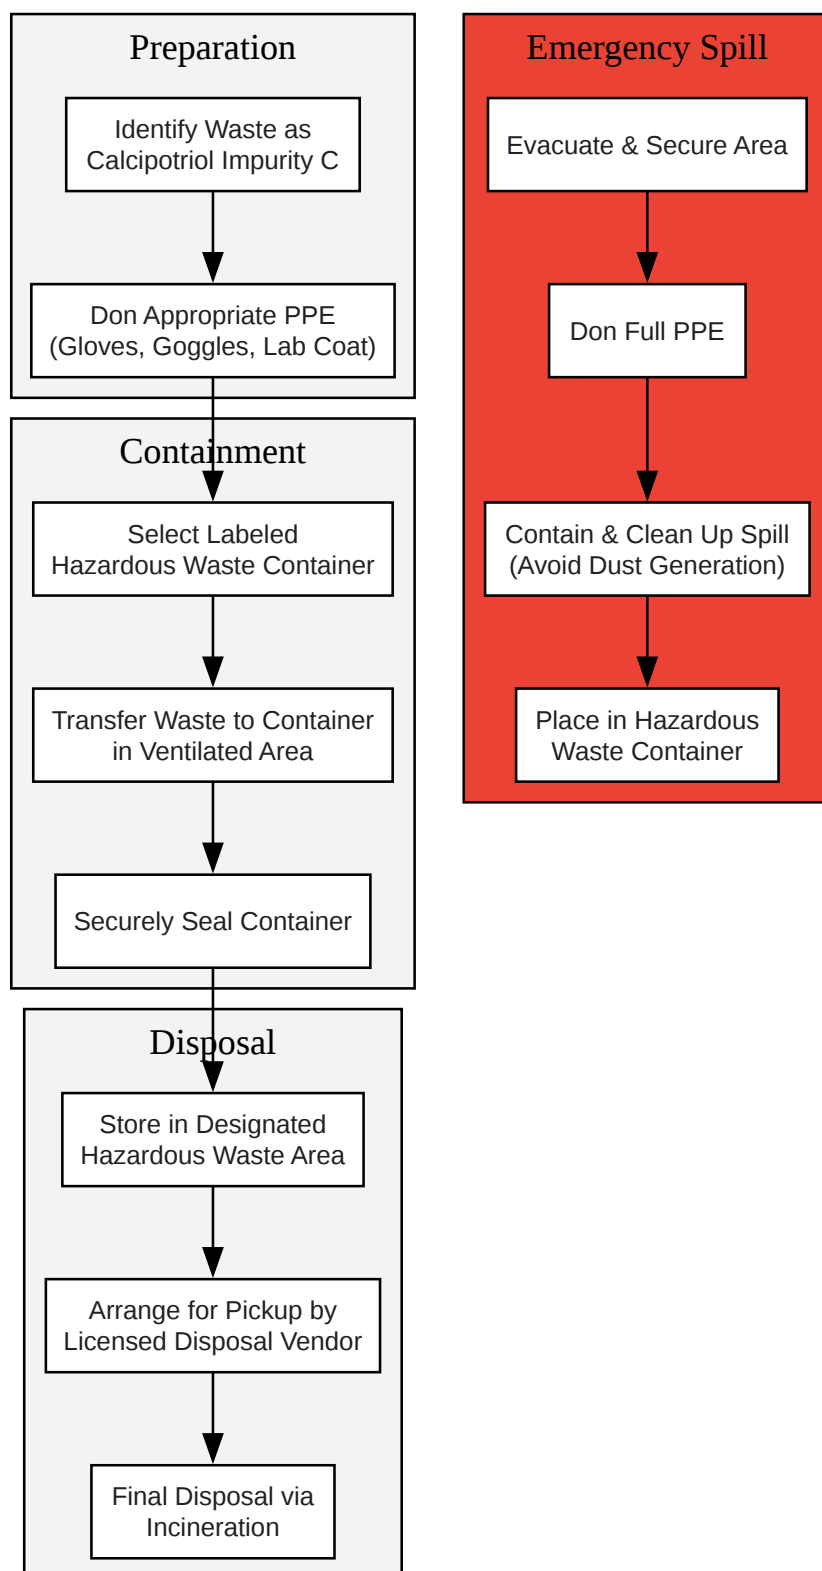 Preparation
Identify Waste as
Calcipotriol Impurity C
Don Appropriate PPE
(Gloves, Goggles, Lab Coat)
Containment
Select Labeled
Hazardous Waste Container
Transfer Waste to Container
in Ventilated Area
Securely Seal Container
Disposal
Store in Designated
Hazardous Waste Area
Arrange for Pickup by
Licensed Disposal Vendor
Final Disposal via
Incineration
Emergency Spill
Evacuate & Secure Area
Don Full PPE
Contain & Clean Up Spill
(Avoid Dust Generation)
Place in Hazardous
Waste Container